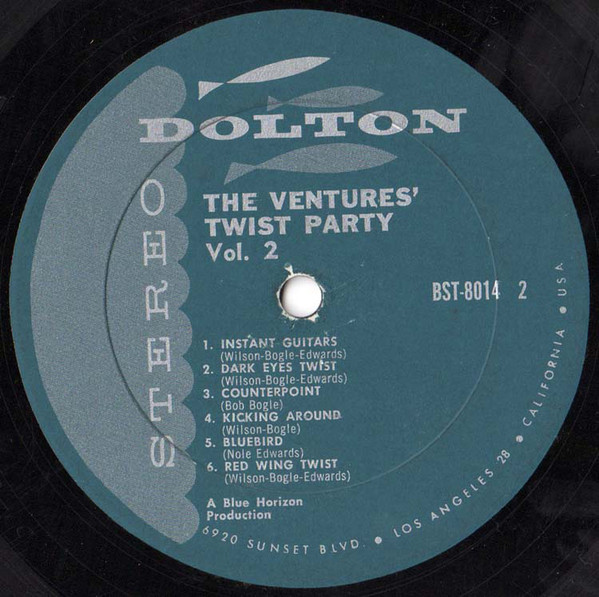 DOLTON
STEREO
THE VENTURES'
TWIST PARTY
Vol. 2
BST-8014 2
1. INSTANT GUITARS
(Wilson-Bogle-Edwards)
2. DARK EYES TWIST
(Wilson-Bogle-Edwards)
3. COUNTERPOINT
(Bob Bogle)
4. KICKING AROUND
(Wilson-Bogle)
5. BLUEBIRD
(Nole Edwards)
6. RED WING TWIST
(Wilson-Bogle-Edwards)
A Blue Horizon
Production
6920 SUNSET BLVD. • LOS ANGELES 28 • CALIFORNIA • USA